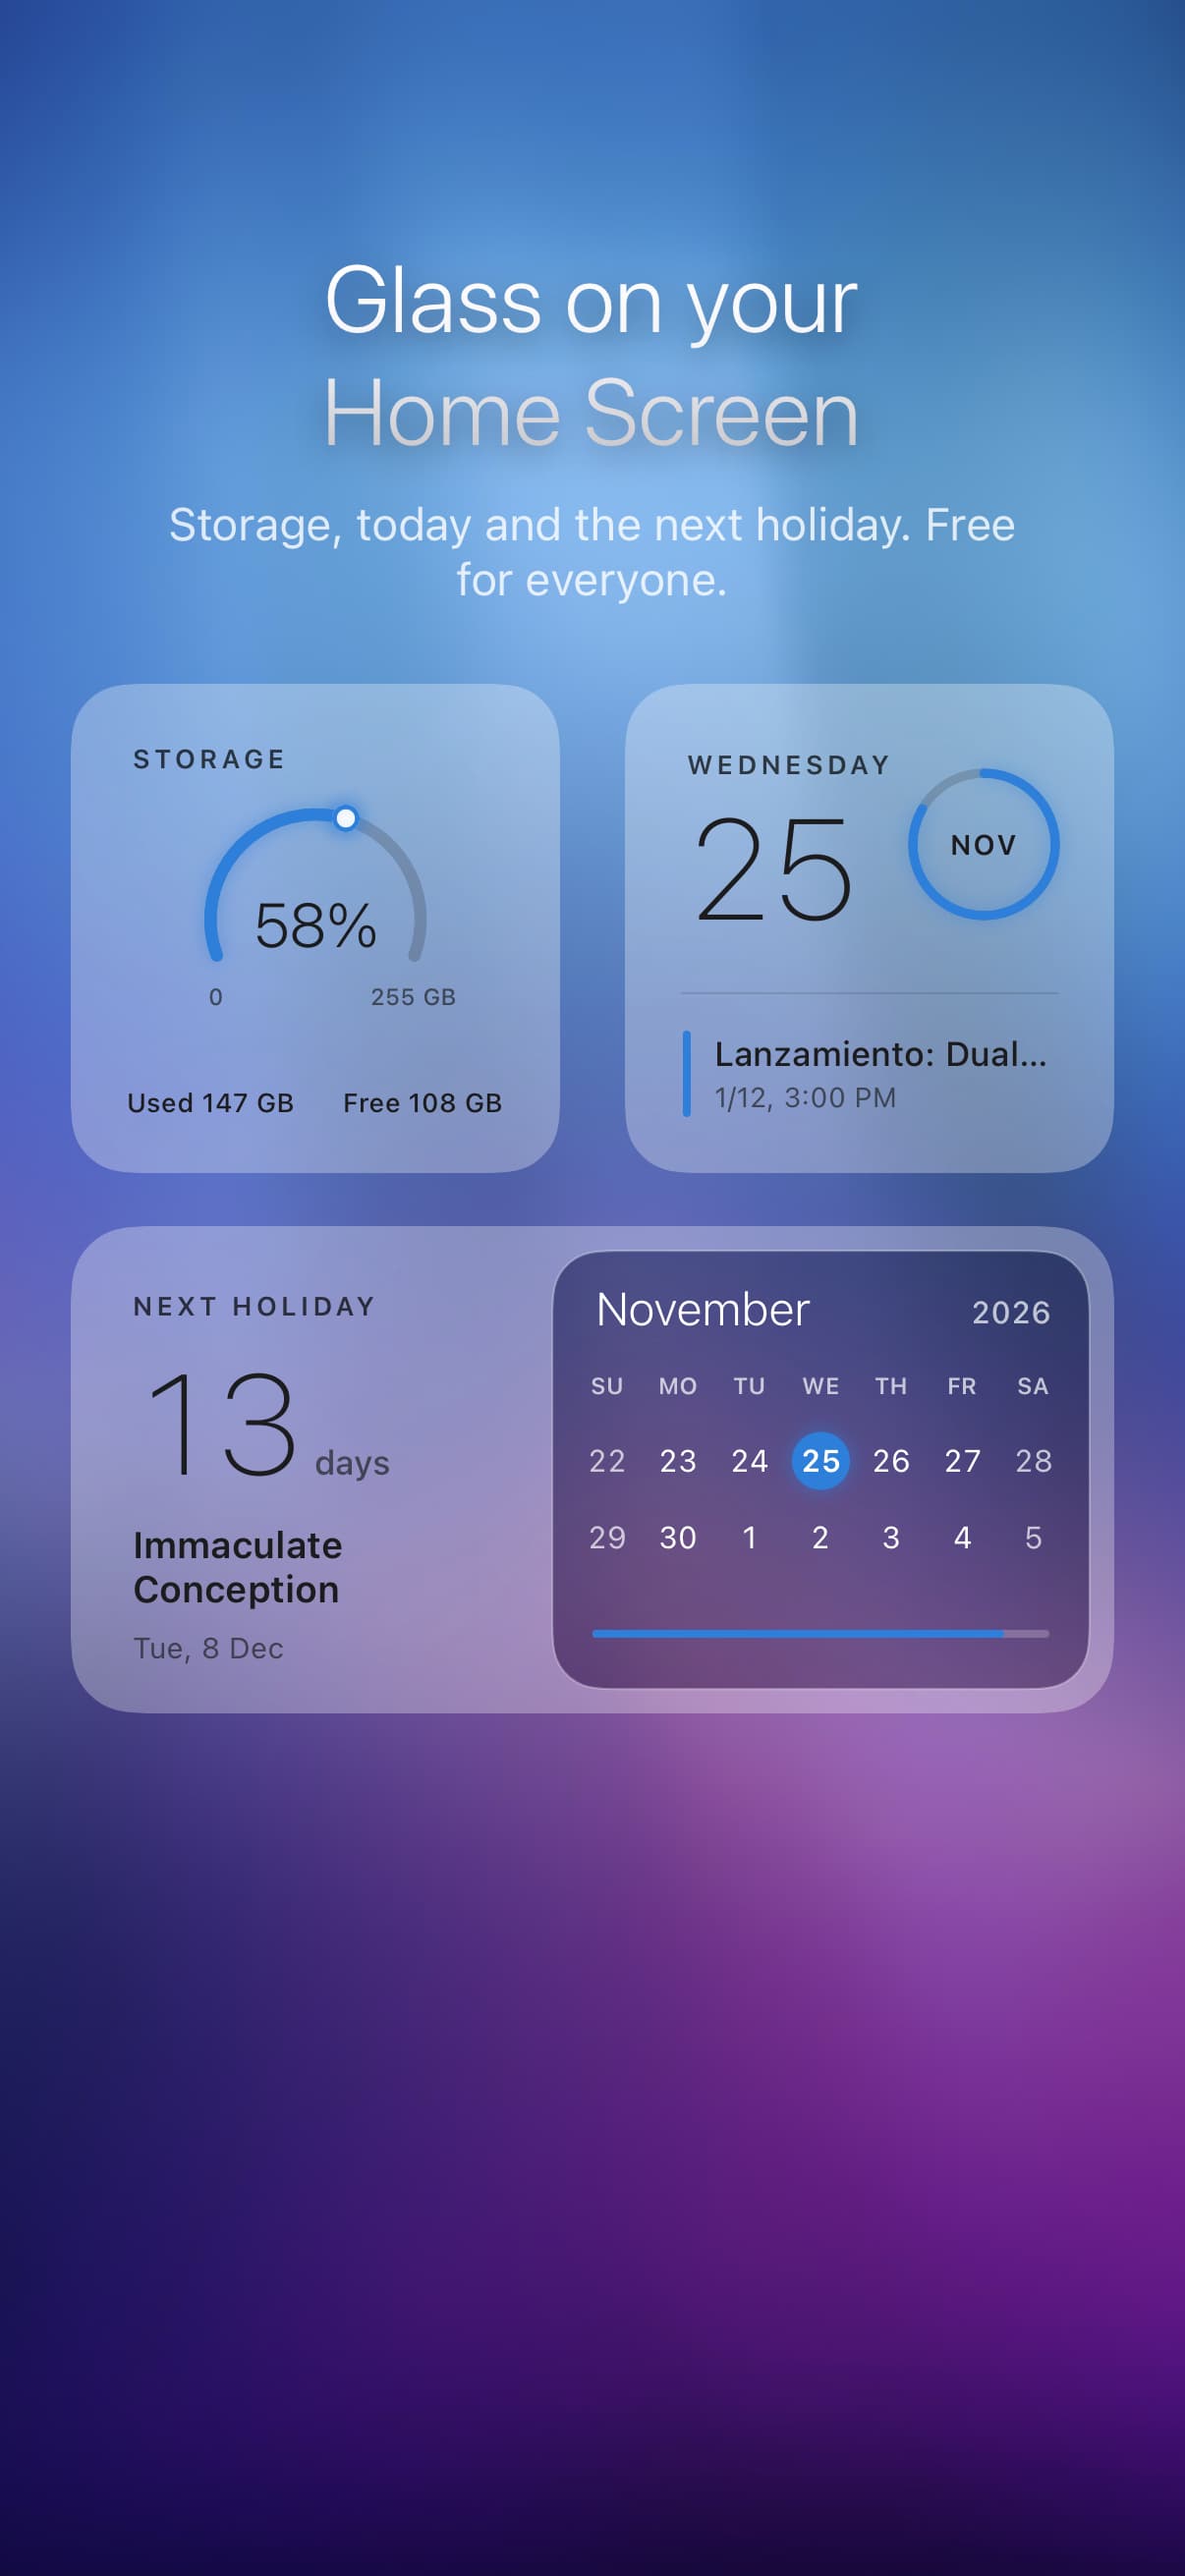 Glass on your
Home Screen
Storage, today and the next holiday. Free
for everyone.
STORAGE
58%
0 255 GB
Used 147 GB Free 108 GB
WEDNESDAY
25
NOV
Lanzamiento: Dual...
1/12, 3:00 PM
NEXT HOLIDAY
13 days
Immaculate
Conception
Tue, 8 Dec
November 2026
SU MO TU WE TH FR SA
22 23 24 25 26 27 28
29 30 1 2 3 4 5